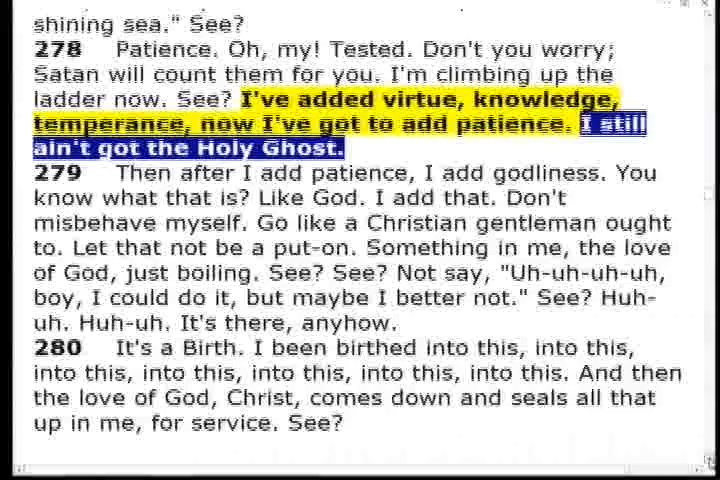 shining sea." See?
278 Patience. Oh, my! Tested. Don't you worry;
Satan will count them for you. I'm climbing up the
ladder now. See? I've added virtue, knowledge,
temperance, now I've got to add patience. I still
ain't got the Holy Ghost.
279 Then after I add patience, I add godliness. You
know what that is? Like God. I add that. Don't
misbehave myself. Go like a Christian gentleman ought
to. Let that not be a put-on. Something in me, the love
of God, just boiling. See? See? Not say, "Uh-uh-uh-uh,
boy, I could do it, but maybe I better not." See? Huh-
uh. Huh-uh. It's there, anyhow.
280 It's a Birth. I been birthed into this, into this,
into this, into this, into this, into this, into this. And then
the love of God, Christ, comes down and seals all that
up in me, for service. See?